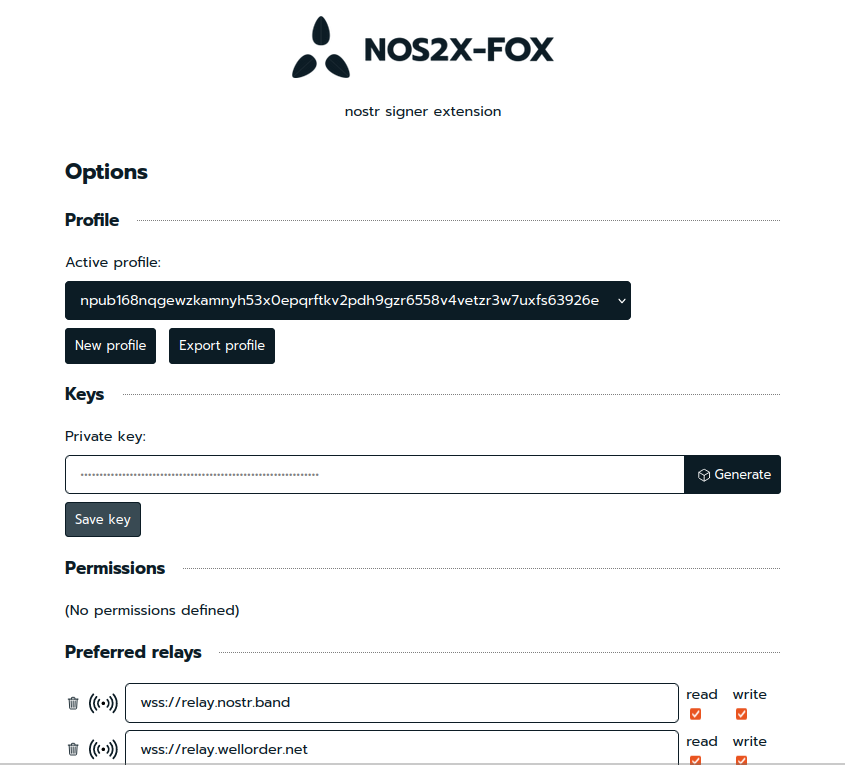 NOS2X-FOX
nostr signer extension
Options
Profile
Active profile:
npub168nqgewzkamnyh53x0epqrftkv2pdh9gzr6558v4vetzr3w7uxfs63926e
New profile Export profile
Keys
Private key:
Generate
Save key
Permissions
(No permissions defined)
Preferred relays
wss://relay.nostr.band read write
wss://relay.wellorder.net read write